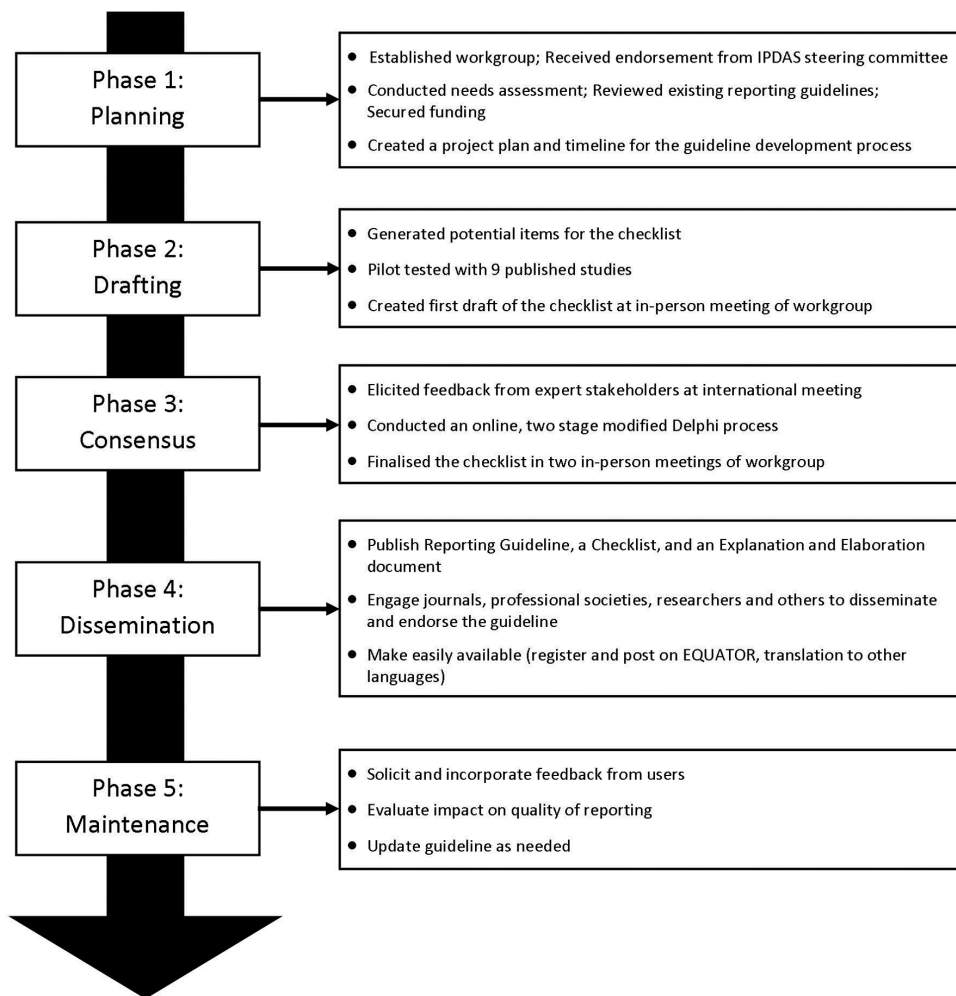 Phase 1:
Planning
● Established workgroup; Received endorsement from IPDAS steering committee
● Conducted needs assessment; Reviewed existing reporting guidelines;
Secured funding
● Created a project plan and timeline for the guideline development process
Phase 2:
Drafting
● Generated potential items for the checklist
● Pilot tested with 9 published studies
● Created first draft of the checklist at in-person meeting of workgroup
Phase 3:
Consensus
● Elicited feedback from expert stakeholders at international meeting
● Conducted an online, two stage modified Delphi process
● Finalised the checklist in two in-person meetings of workgroup
Phase 4:
Dissemination
● Publish Reporting Guideline, a Checklist, and an Explanation and Elaboration
document
● Engage journals, professional societies, researchers and others to disseminate
and endorse the guideline
● Make easily available (register and post on EQUATOR, translation to other
languages)
Phase 5:
Maintenance
● Solicit and incorporate feedback from users
● Evaluate impact on quality of reporting
● Update guideline as needed